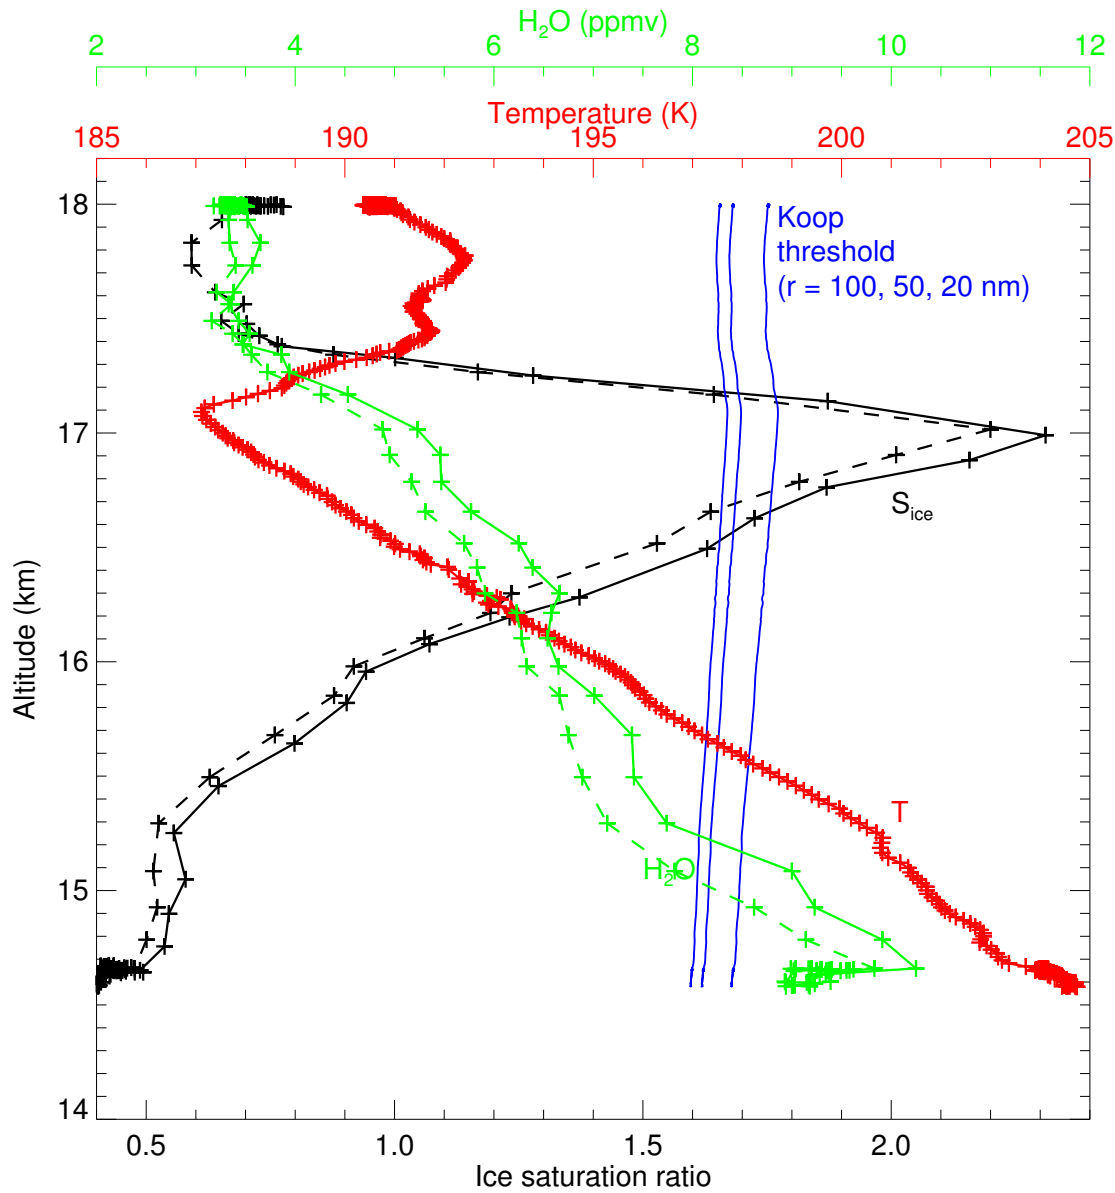 H₂O (ppmv)
2 4 6 8 10 12
Temperature (K)
185 190 195 200 205
18
Koop
threshold
(r = 100, 50, 20 nm)
17
S_ice
Altitude (km)
16
T
15
H₂O
14
0.5 1.0 1.5 2.0
Ice saturation ratio